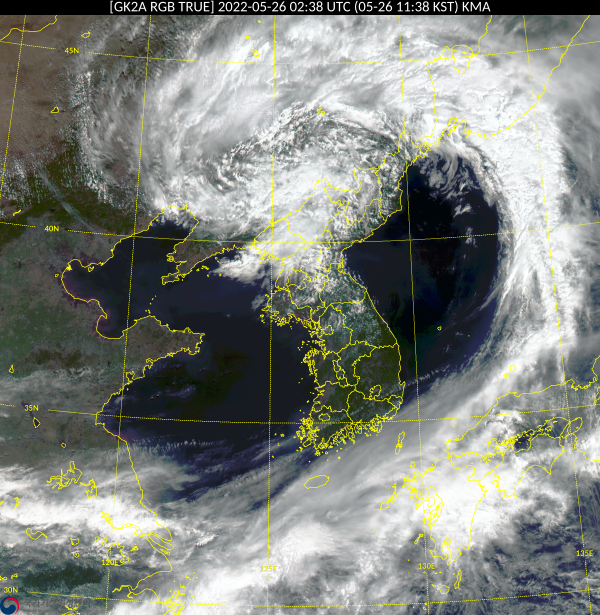 [GK2A RGB TRUE] 2022-05-26 02:38 UTC (05-26 11:38 KST) KMA
45N
40N
35N
120E
125E
130E
135E
30N